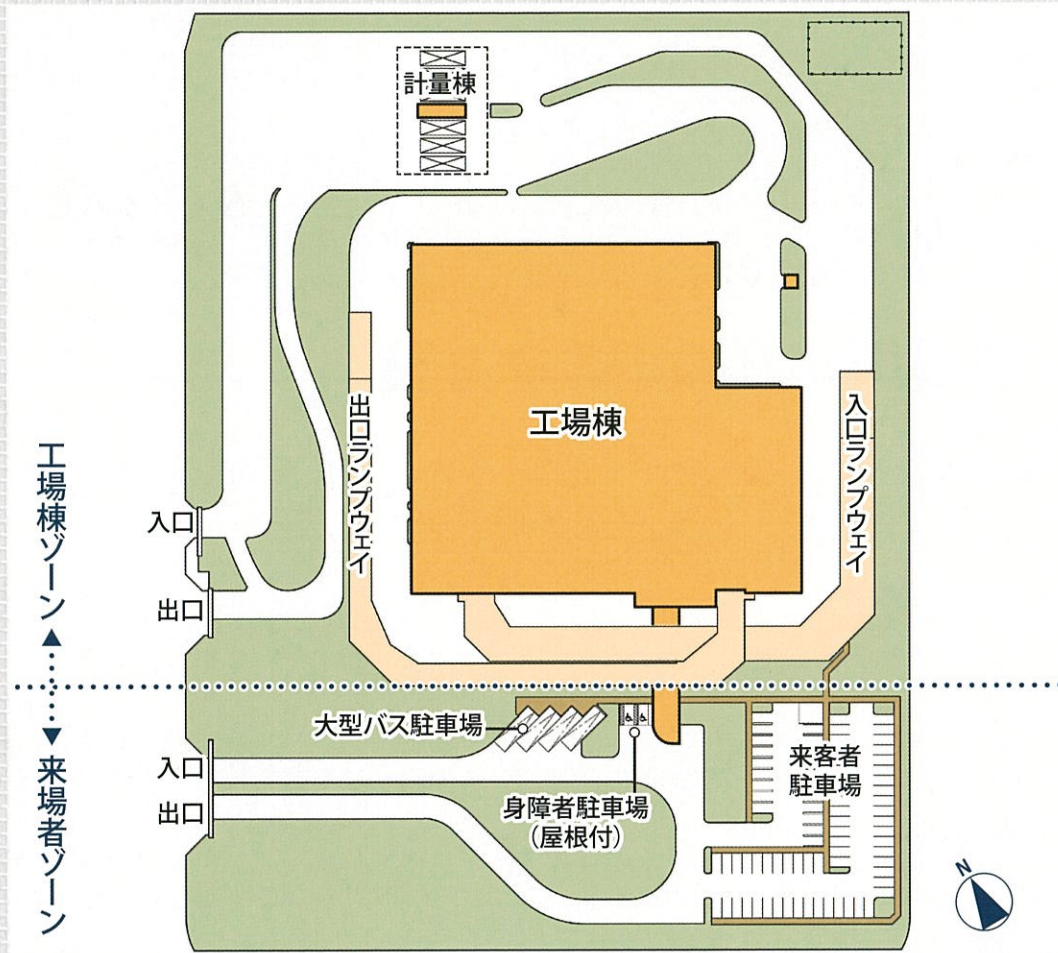 計量棟
工場棟
出口ランプウェイ
入口ランプウェイ
工場棟ゾーン
入口
出口
▲
▼
来場者ゾーン
大型バス駐車場
入口
出口
身障者駐車場
(屋根付)
来客者
駐車場
N